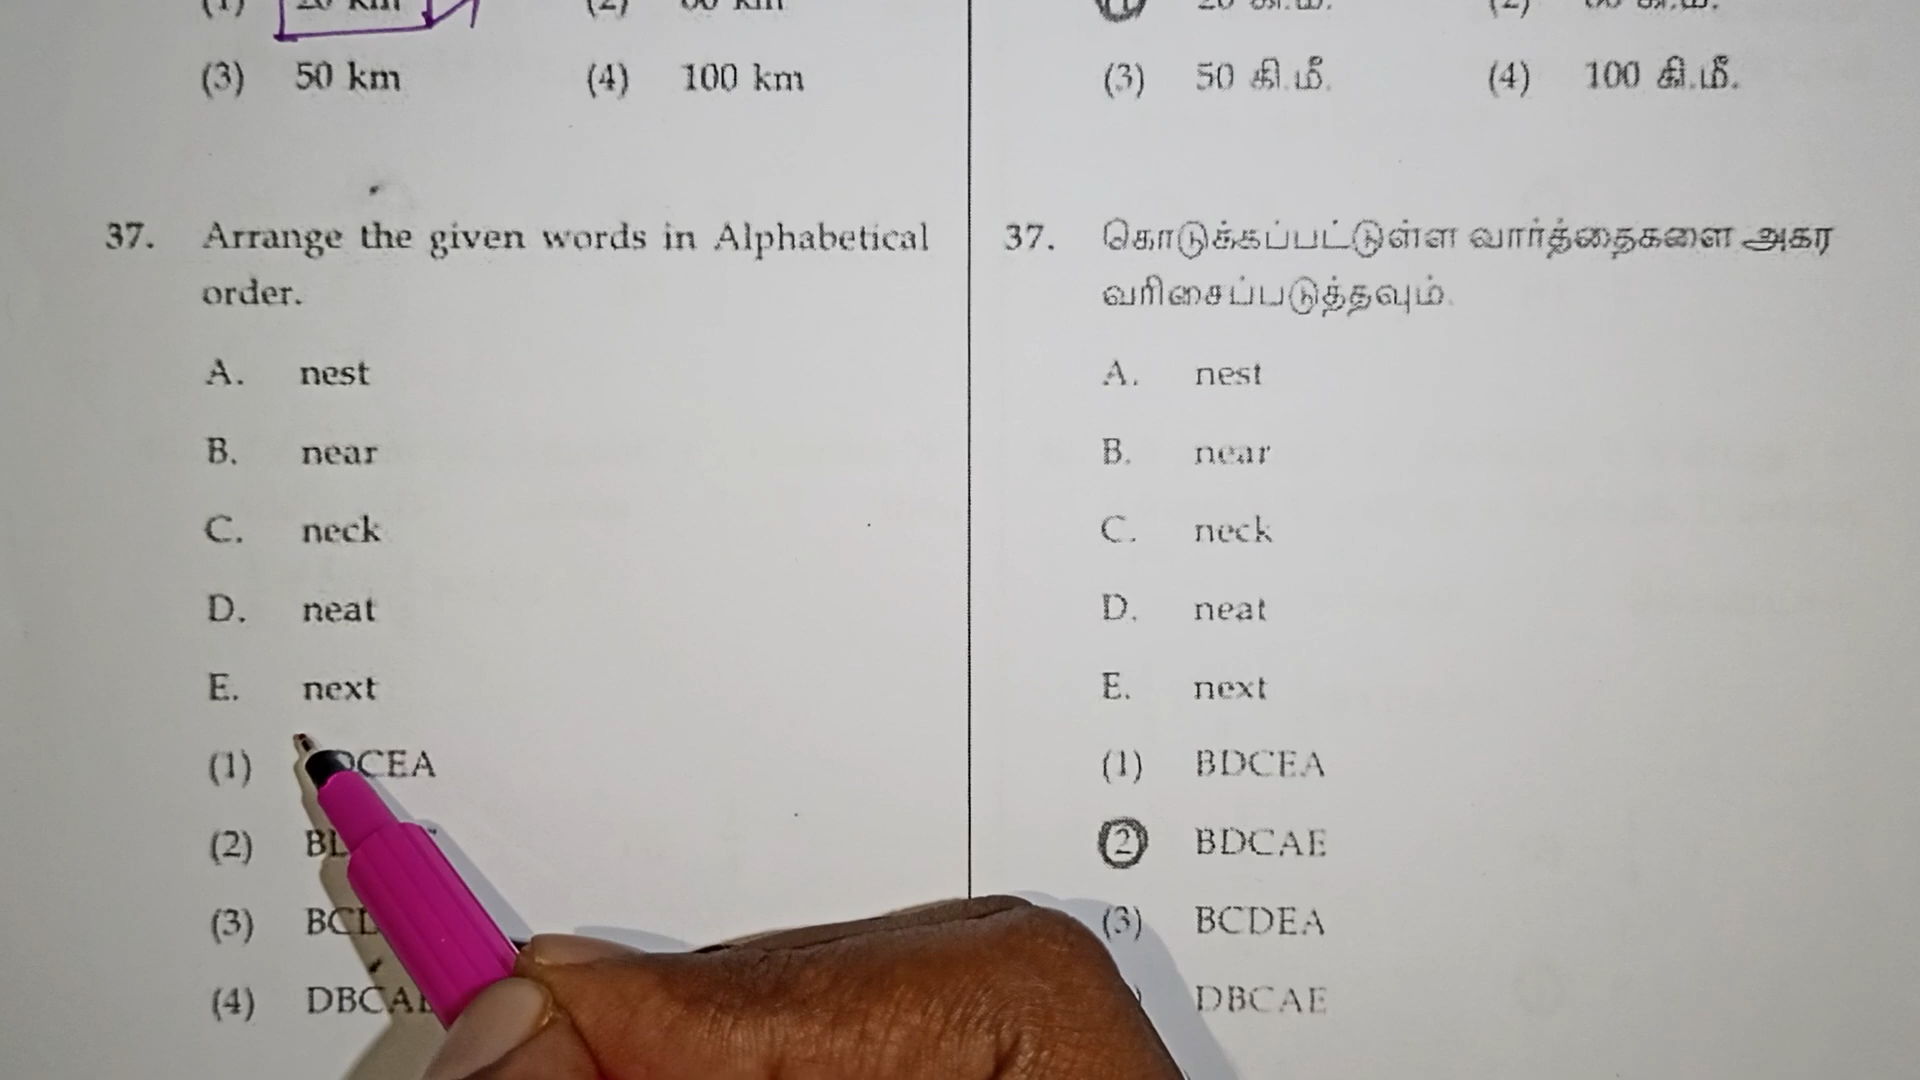 (3) 50 km (4) 100 km
37. Arrange the given words in Alphabetical
order.
A. nest
B. near
C. neck
D. neat
E. next
(1)
(2)
(3)
(4)
(3) 50 கி.மீ. (4) 100 கி.மீ.
37. கொடுக்கப்பட்டுள்ள வார்த்தைகளை அகர
வரிசைப்படுத்தவும்.
A. nest
B. near
C. neck
D. neat
E. next
(1) BDCEA
(2) BDCAE
(3) BCDEA
DBCAE